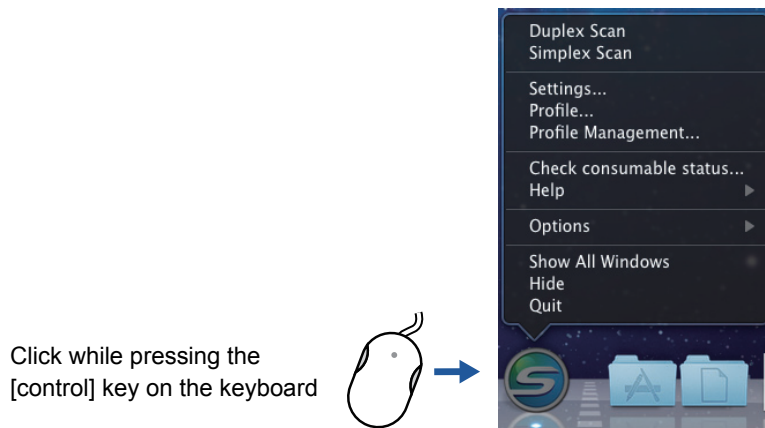 Duplex Scan
Simplex Scan
Settings...
Profile...
Profile Management...
Check consumable status...
Help
Options
Show All Windows
Hide
Quit
Click while pressing the
[control] key on the keyboard